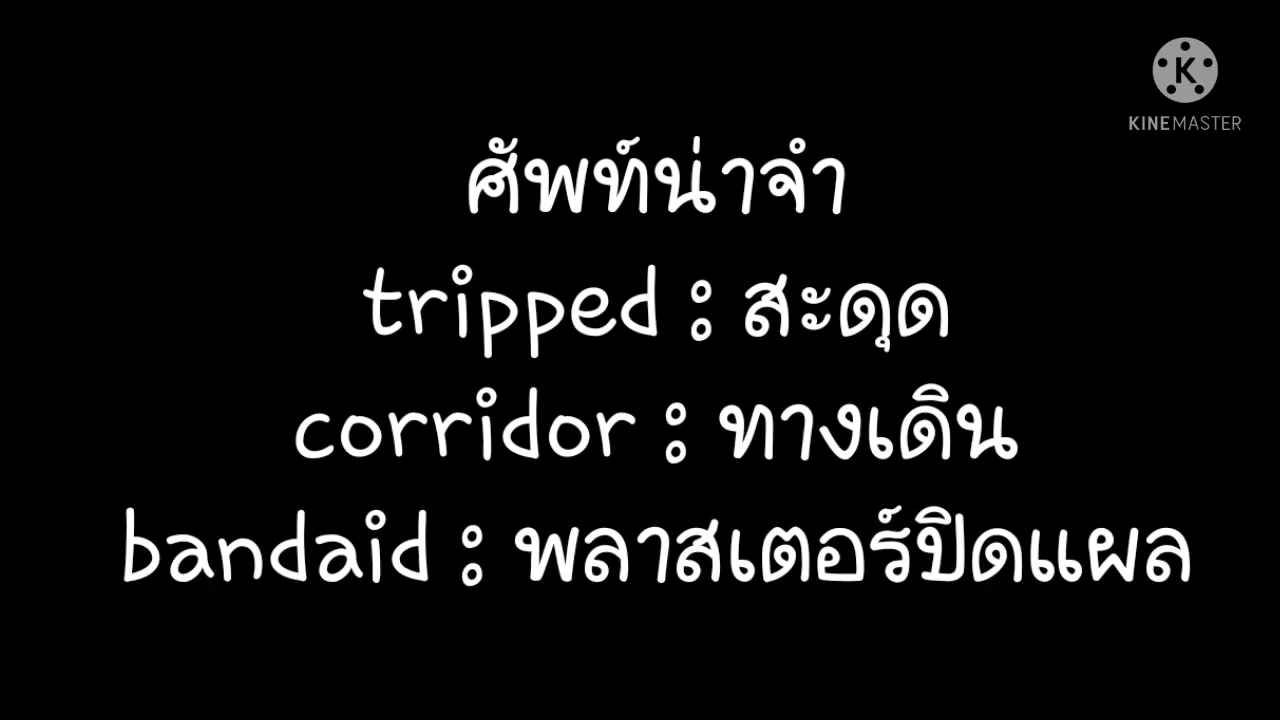 K
KINEMASTER
ศัพท์น่าจำ
tripped : สะดุด
corridor : ทางเดิน
bandaid : พลาสเตอร์ปิดแผล